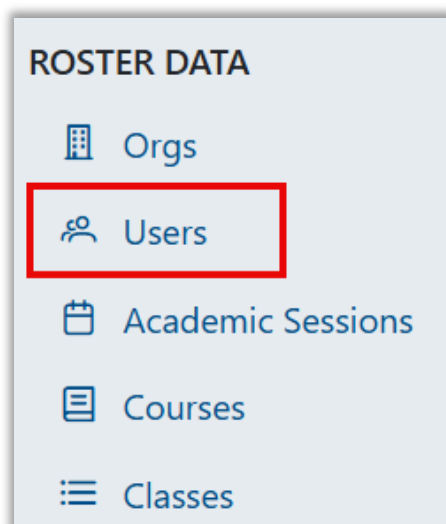 ROSTER DATA
Orgs
Users
Academic Sessions
Courses
Classes